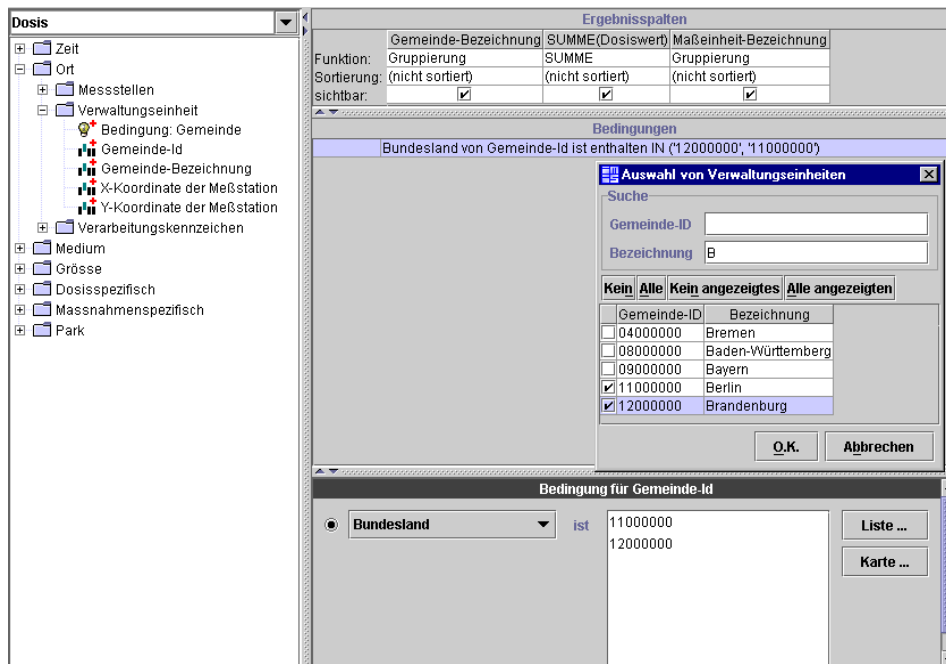 Dosis
Zeit
Ort
Messstellen
Verwaltungseinheit
Bedingung: Gemeinde
Gemeinde-Id
Gemeinde-Bezeichnung
X-Koordinate der Meßstation
Y-Koordinate der Meßstation
Verarbeitungskennzeichen
Medium
Grösse
Dosisspezifisch
Massnahmenspezifisch
Park
Ergebnisspalten
Gemeinde-Bezeichnung SUMME(Dosiswert) Maßeinheit-Bezeichnung
Funktion: Gruppierung SUMME Gruppierung
Sortierung: (nicht sortiert) (nicht sortiert) (nicht sortiert)
sichtbar:
Bedingungen
Bundesland von Gemeinde-Id ist enthalten IN ('12000000', '11000000')
Auswahl von Verwaltungseinheiten
Suche
Gemeinde-ID
Bezeichnung B
Kein Alle Kein angezeigtes Alle angezeigten
Gemeinde-ID Bezeichnung
04000000 Bremen
08000000 Baden-Württemberg
09000000 Bayern
11000000 Berlin
12000000 Brandenburg
O.K. Abbrechen
Bedingung für Gemeinde-Id
Bundesland ist 11000000 Liste ...
12000000
Karte ...